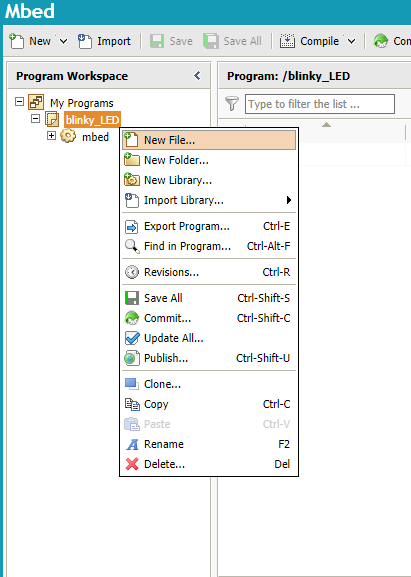 Mbed
New Import Save Save All Compile Com
Program Workspace
Program: /blinky_LED
My Programs
Type to filter the list ...
blinky_LED
mbed
New File...
New Folder...
New Library...
Import Library...
Export Program... Ctrl-E
Find in Program... Ctrl-Alt-F
Revisions... Ctrl-R
Save All Ctrl-Shift-S
Commit... Ctrl-Shift-C
Update All...
Publish... Ctrl-Shift-U
Clone...
Copy Ctrl-C
Paste Ctrl-V
Rename F2
Delete... Del